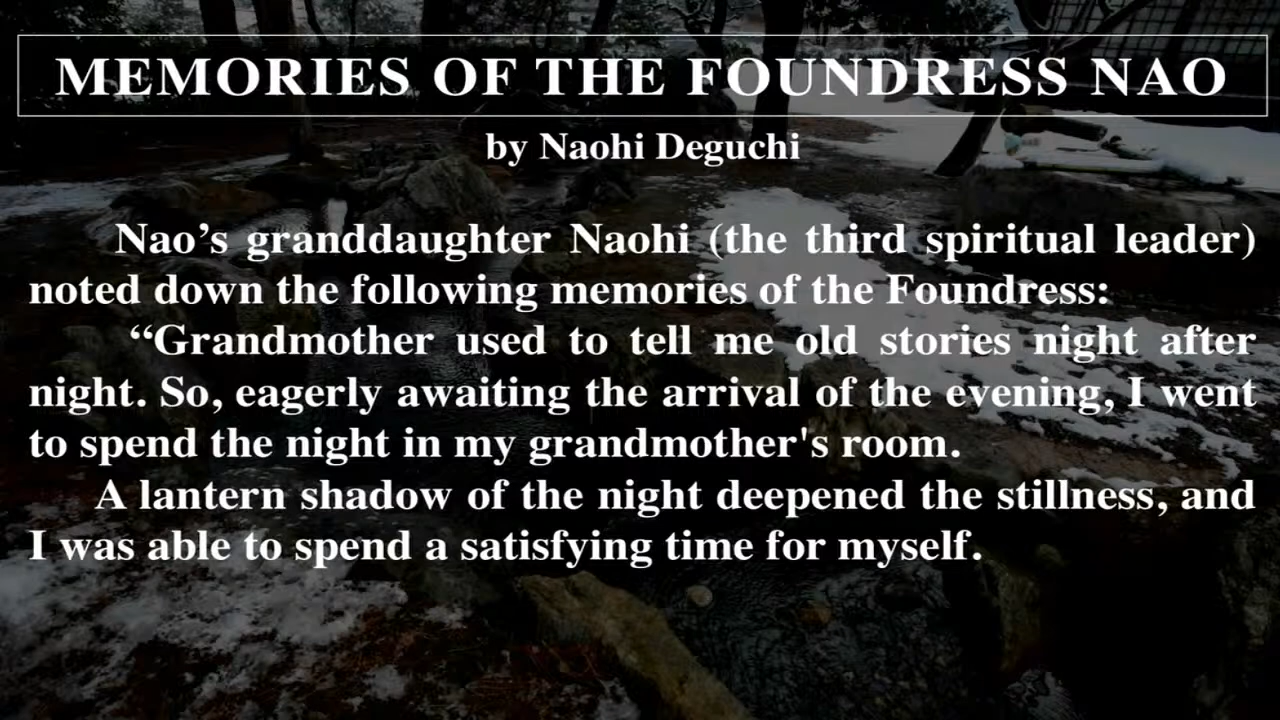 MEMORIES OF THE FOUNDRESS NAO
by Naohi Deguchi
Nao’s granddaughter Naohi (the third spiritual leader)
noted down the following memories of the Foundress:
“Grandmother used to tell me old stories night after
night. So, eagerly awaiting the arrival of the evening, I went
to spend the night in my grandmother's room.
A lantern shadow of the night deepened the stillness, and
I was able to spend a satisfying time for myself.